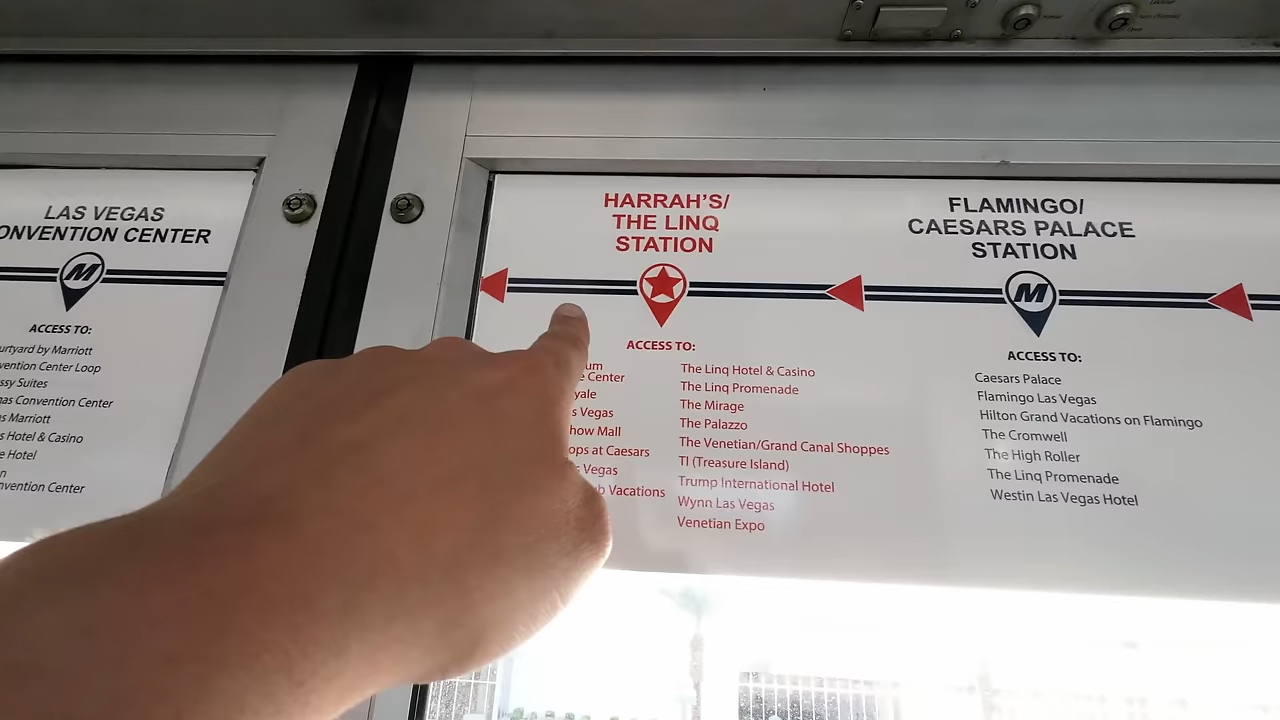 LAS VEGAS
ONVENTION CENTER
M
ACCESS TO:
urtyard by Marriott
vention Center Loop
ssy Suites
as Convention Center
s Marriott
s Hotel & Casino
e Hotel
n
nvention Center
HARRAH'S/
THE LINQ
STATION
ACCESS TO:
um
e Center
yale
s Vegas
how Mall
ops at Caesars
s Vegas
b Vacations
The Linq Hotel & Casino
The Linq Promenade
The Mirage
The Palazzo
The Venetian/Grand Canal Shoppes
TI (Treasure Island)
Trump International Hotel
Wynn Las Vegas
Venetian Expo
FLAMINGO/
CAESARS PALACE
STATION
M
ACCESS TO:
Caesars Palace
Flamingo Las Vegas
Hilton Grand Vacations on Flamingo
The Cromwell
The High Roller
The Linq Promenade
Westin Las Vegas Hotel